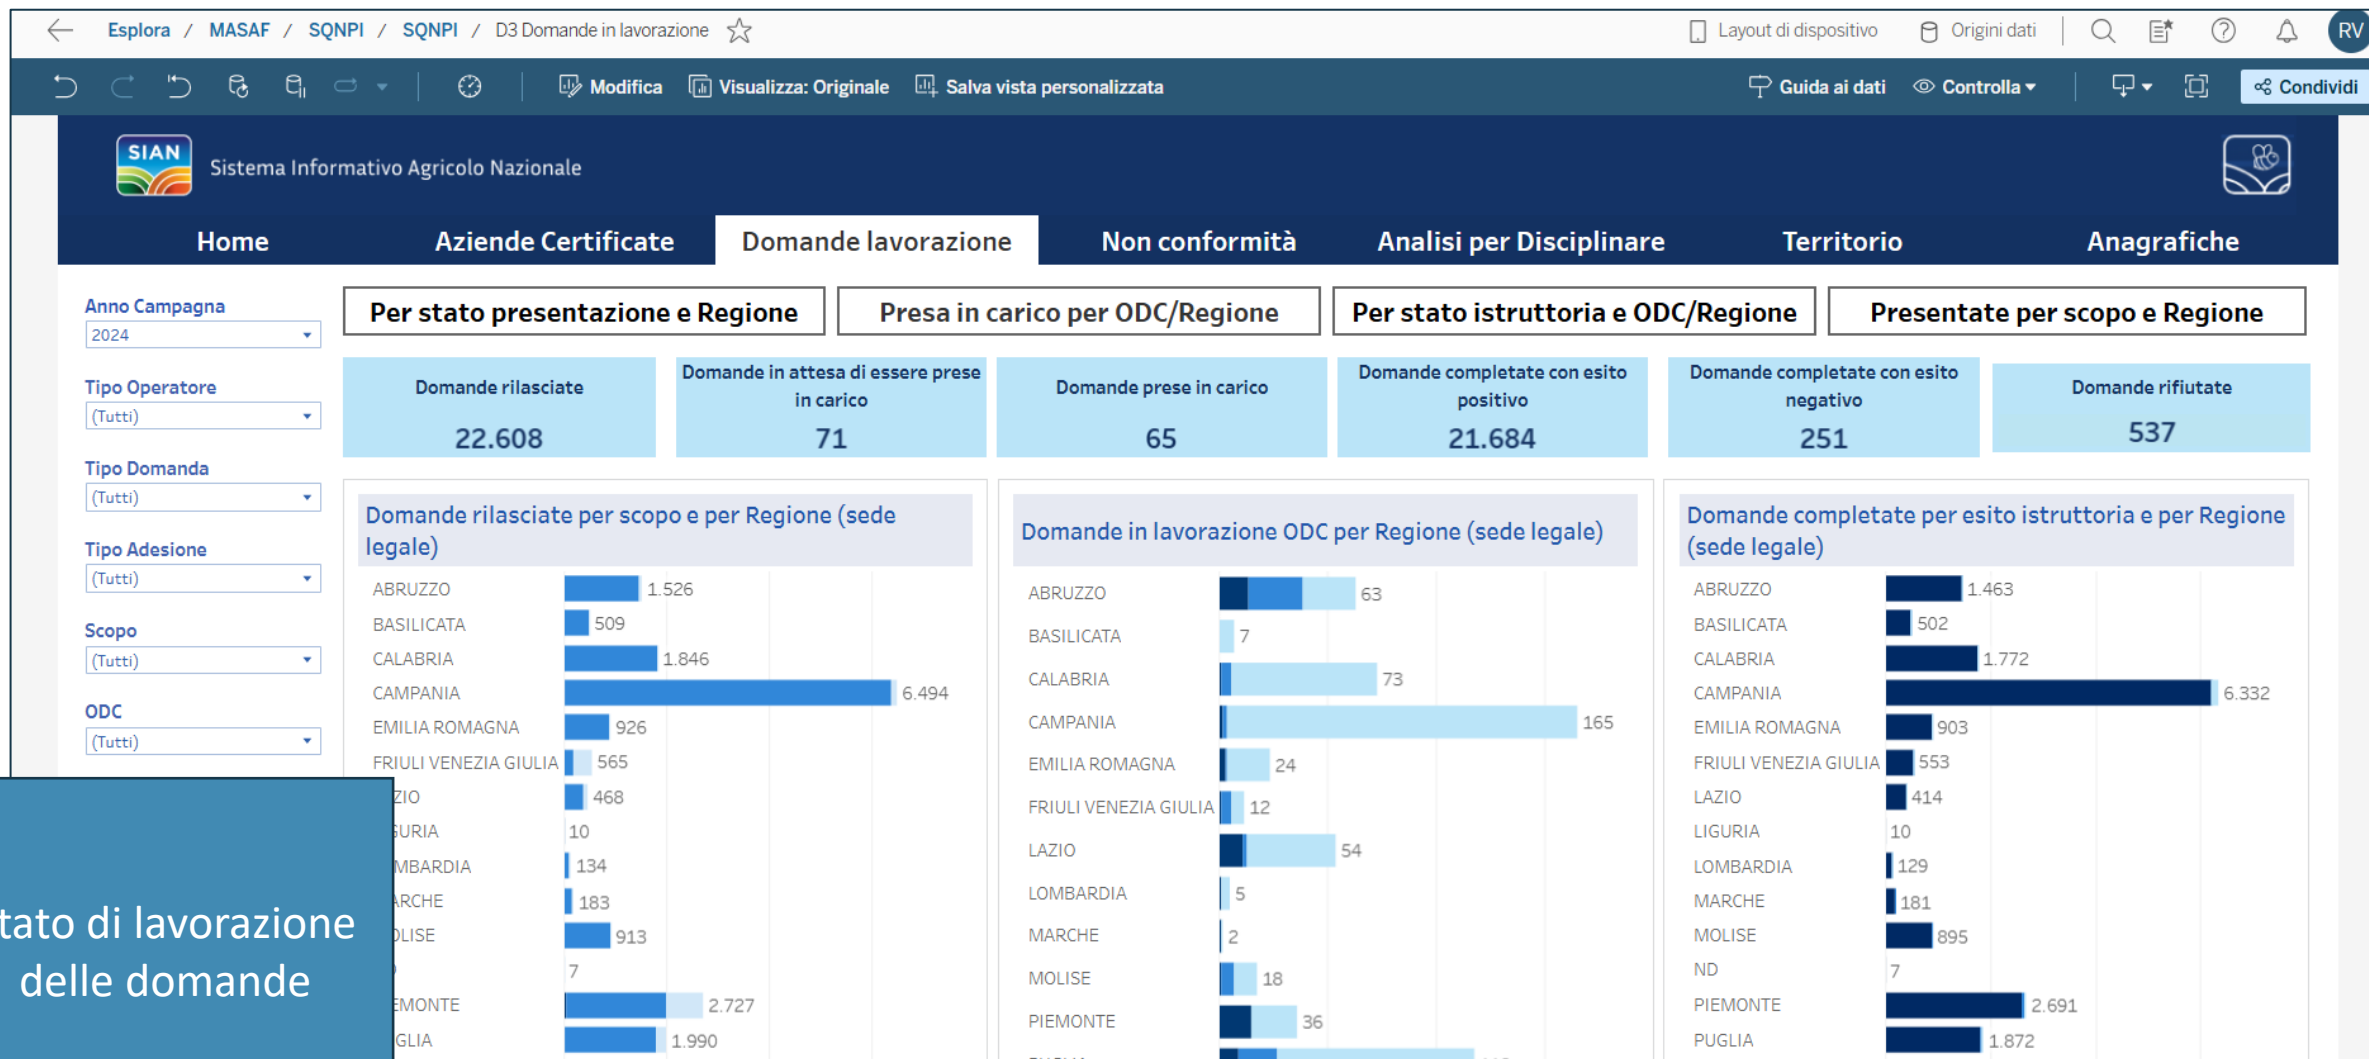 Esplora / MASAF / SQNPI / SQNPI / D3 Domande in lavorazione
Layout di dispositivo
Origini dati
RV
Modifica
Visualizza: Originale
Salva vista personalizzata
Guida ai dati
Controlla
Condividi
SIAN
Sistema Informativo Agricolo Nazionale
Home
Aziende Certificate
Domande lavorazione
Non conformità
Analisi per Disciplinare
Territorio
Anagrafiche
Anno Campagna
2024
Tipo Operatore
(Tutti)
Tipo Domanda
(Tutti)
Tipo Adesione
(Tutti)
Scopo
(Tutti)
ODC
(Tutti)
Per stato presentazione e Regione
Presa in carico per ODC/Regione
Per stato istruttoria e ODC/Regione
Presentate per scopo e Regione
Domande rilasciate
22.608
Domande in attesa di essere prese
in carico
71
Domande prese in carico
65
Domande completate con esito
positivo
21.684
Domande completate con esito
negativo
251
Domande rifiutate
537
Domande rilasciate per scopo e per Regione (sede
legale)
ABRUZZO 1.526
BASILICATA 509
CALABRIA 1.846
CAMPANIA 6.494
EMILIA ROMAGNA 926
FRIULI VENEZIA GIULIA 565
ZIO 468
GURIA 10
MBARDIA 134
ARCHE 183
OLISE 913
7
EMONTE 2.727
GLIA 1.990
Domande in lavorazione ODC per Regione (sede legale)
ABRUZZO 63
BASILICATA 7
CALABRIA 73
CAMPANIA 165
EMILIA ROMAGNA 24
FRIULI VENEZIA GIULIA 12
LAZIO 54
LOMBARDIA 5
MARCHE 2
MOLISE 18
PIEMONTE 36
Domande completate per esito istruttoria e per Regione
(sede legale)
ABRUZZO 1.463
BASILICATA 502
CALABRIA 1.772
CAMPANIA 6.332
EMILIA ROMAGNA 903
FRIULI VENEZIA GIULIA 553
LAZIO 414
LIGURIA 10
LOMBARDIA 129
MARCHE 181
MOLISE 895
ND 7
PIEMONTE 2.691
PUGLIA 1.872
tato di lavorazione
delle domande